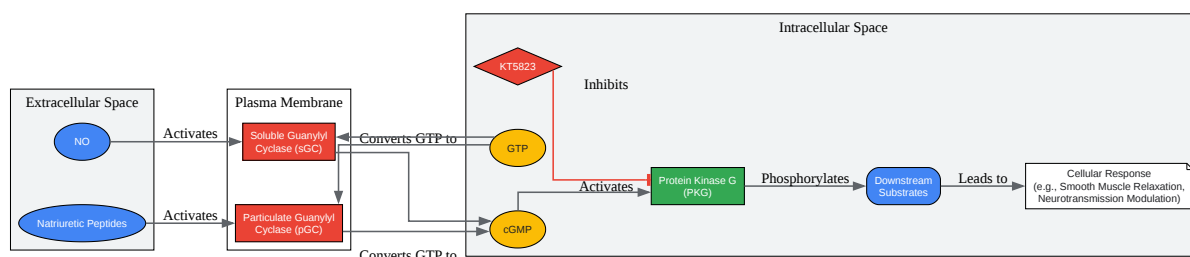 Intracellular Space
KT5823
Inhibits
Extracellular Space
Plasma Membrane
NO
Activates
Soluble Guanylyl
Cyclase (sGC)
Converts GTP to
GTP
Natriuretic Peptides
Activates
Particulate Guanylyl
Cyclase (pGC)
Converts GTP to
cGMP
Activates
Protein Kinase G
(PKG)
Phosphorylates
Downstream
Substrates
Leads to
Cellular Response
(e.g., Smooth Muscle Relaxation,
Neurotransmission Modulation)